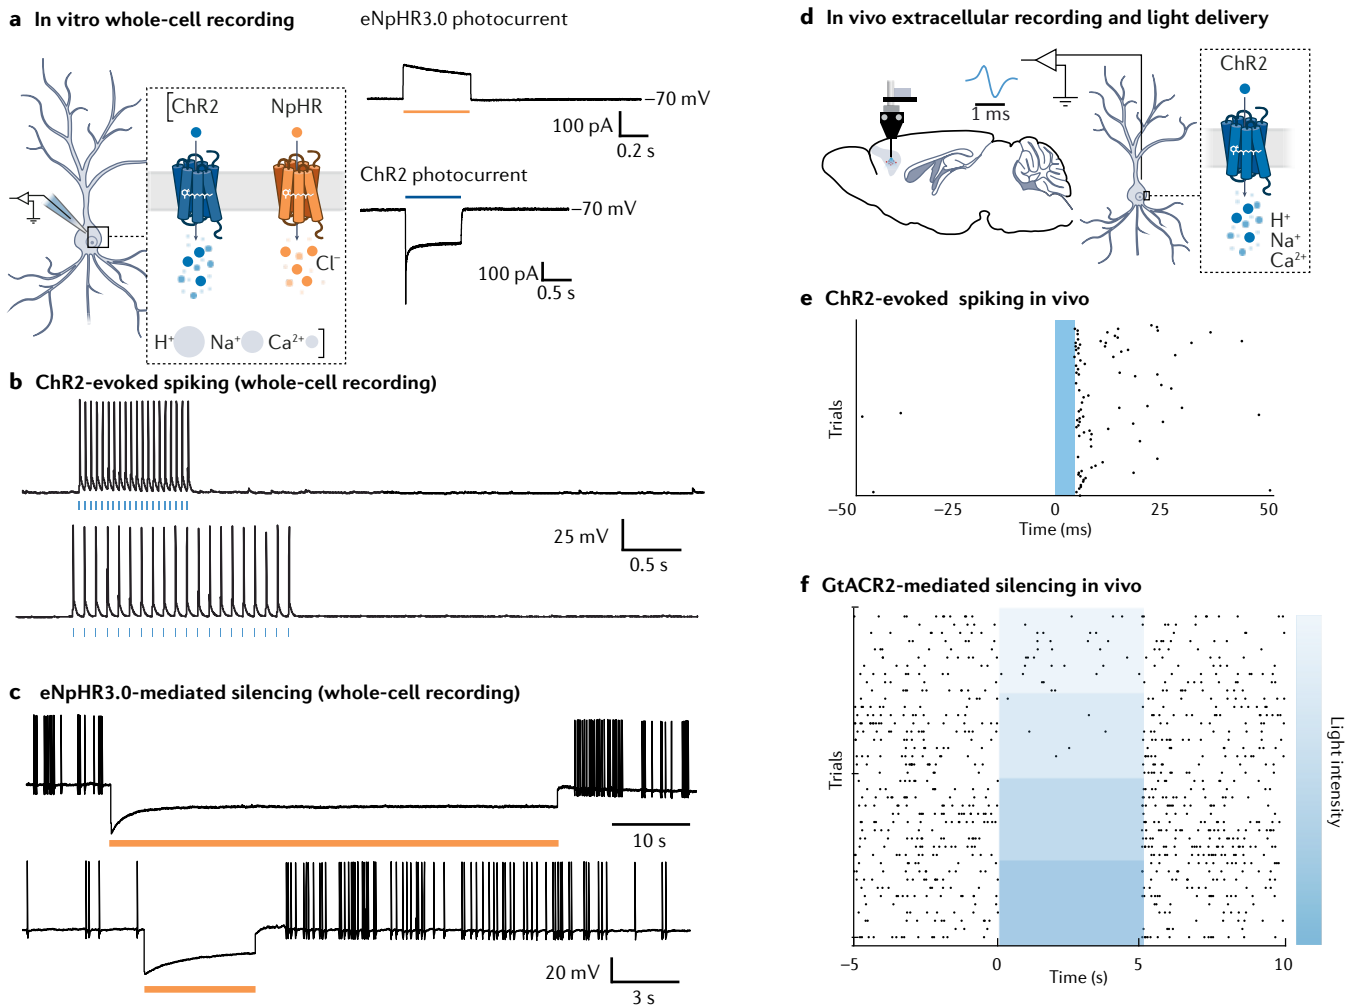 a In vitro whole-cell recording
eNpHR3.0 photocurrent
ChR2 NpHR
–70 mV
100 pA
0.2 s
ChR2 photocurrent
–70 mV
Cl⁻
100 pA
0.5 s
H⁺ Na⁺ Ca²⁺
b ChR2-evoked spiking (whole-cell recording)
25 mV
0.5 s
c eNpHR3.0-mediated silencing (whole-cell recording)
10 s
20 mV
3 s
d In vivo extracellular recording and light delivery
ChR2
1 ms
H⁺
Na⁺
Ca²⁺
e ChR2-evoked spiking in vivo
Trials
–50 –25 0 25 50
Time (ms)
f GtACR2-mediated silencing in vivo
Trials
Light intensity
–5 0 5 10
Time (s)